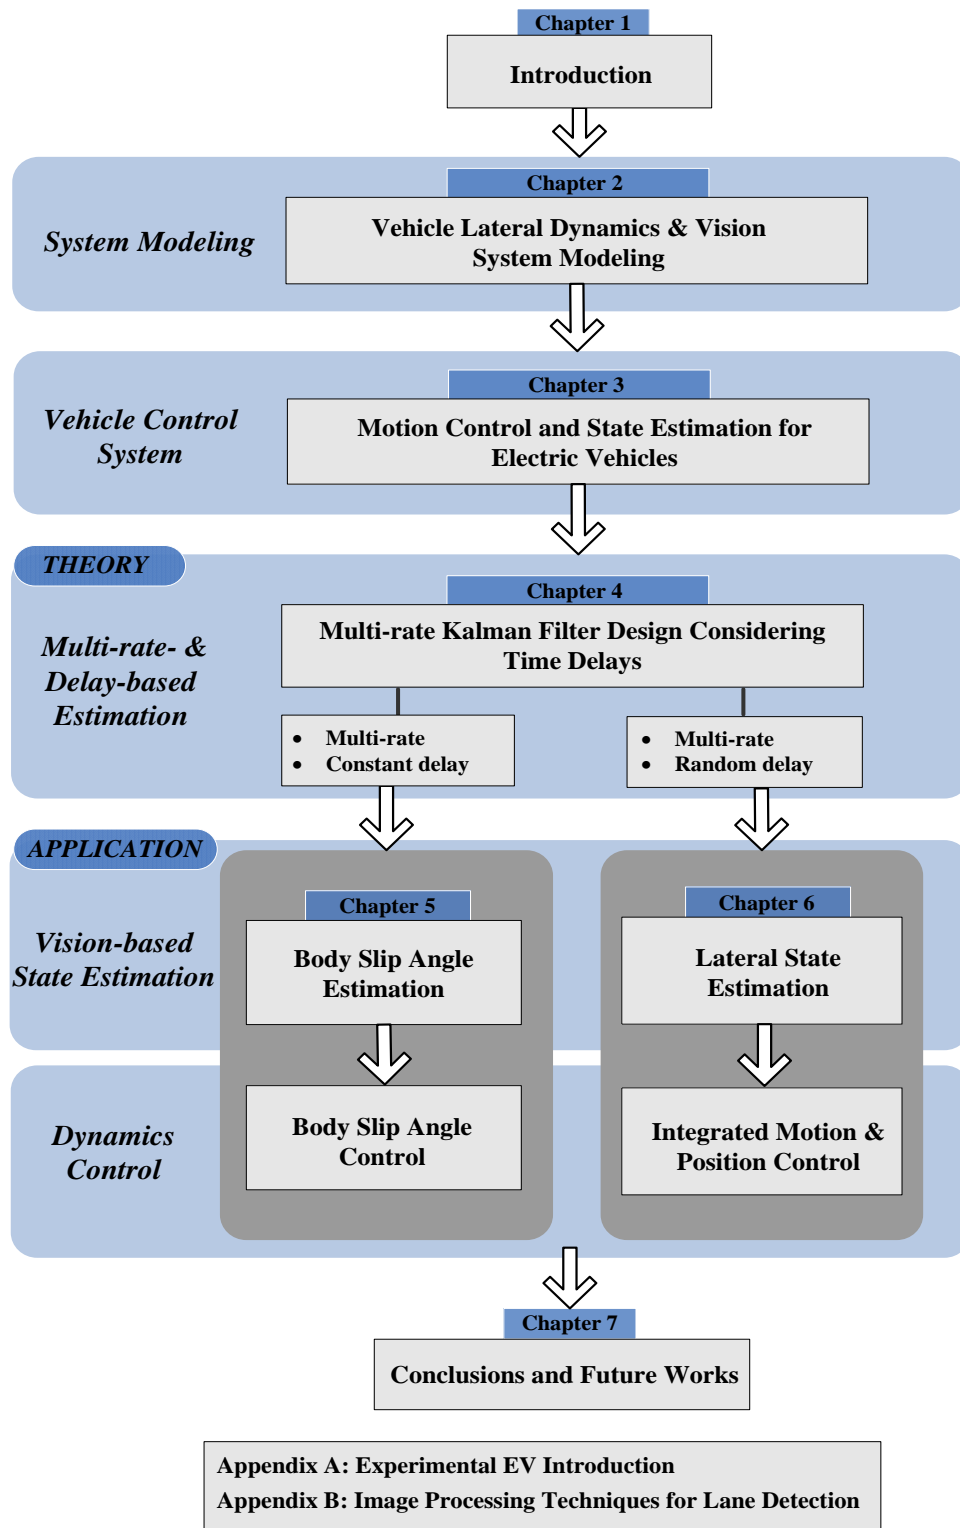 Chapter 1
Introduction
Chapter 2
System Modeling
Vehicle Lateral Dynamics & Vision
System Modeling
Chapter 3
Vehicle Control
System
Motion Control and State Estimation for
Electric Vehicles
THEORY
Chapter 4
Multi-rate- &
Delay-based
Estimation
Multi-rate Kalman Filter Design Considering
Time Delays
• Multi-rate
• Constant delay
• Multi-rate
• Random delay
APPLICATION
Vision-based
State Estimation
Chapter 5
Body Slip Angle
Estimation
Chapter 6
Lateral State
Estimation
Dynamics
Control
Body Slip Angle
Control
Integrated Motion &
Position Control
Chapter 7
Conclusions and Future Works
Appendix A: Experimental EV Introduction
Appendix B: Image Processing Techniques for Lane Detection